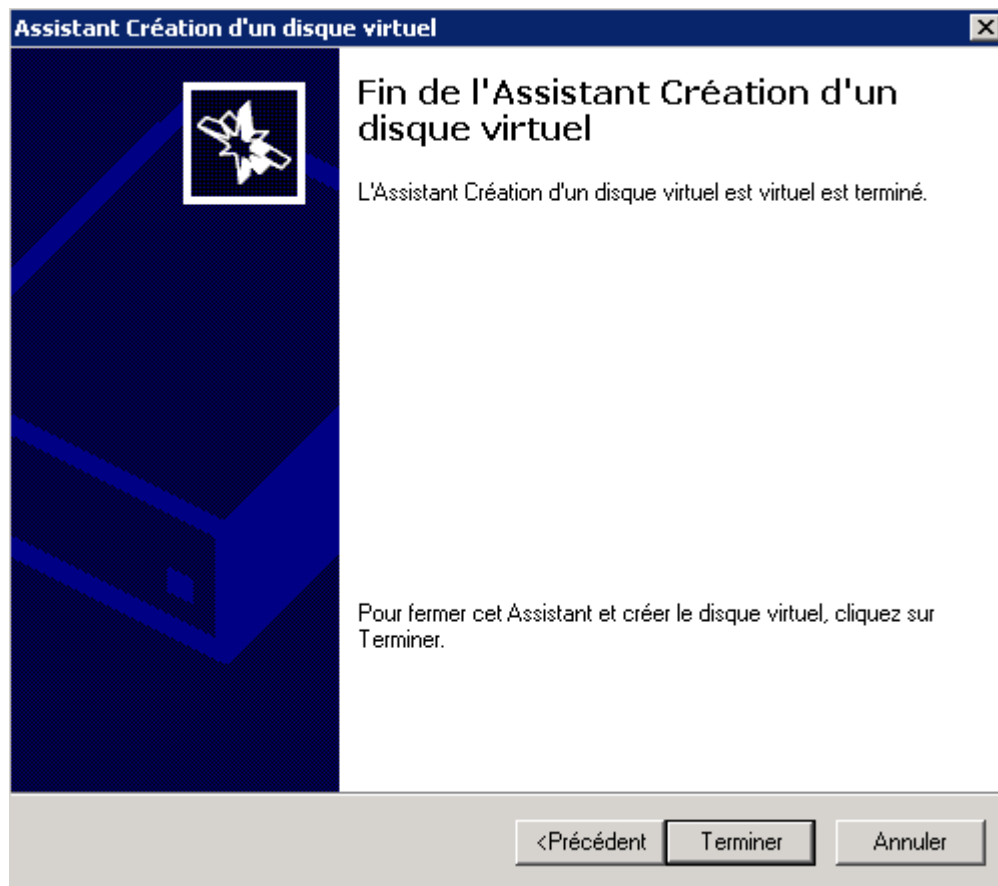 Assistant Création d'un disque virtuel
Fin de l'Assistant Création d'un
disque virtuel
L'Assistant Création d'un disque virtuel est virtuel est terminé.
Pour fermer cet Assistant et créer le disque virtuel, cliquez sur
Terminer.
<Précédent Terminer Annuler